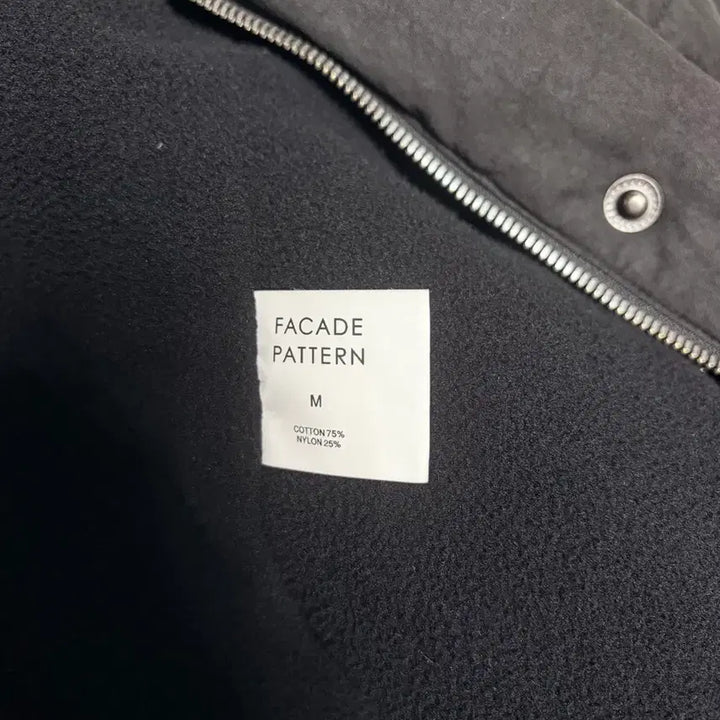 FACADE
PATTERN
M
COTTON 75%
NYLON 25%